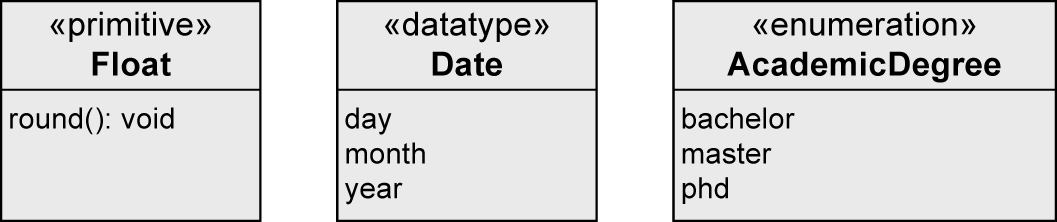 «primitive»
Float
round(): void
«datatype»
Date
day
month
year
«enumeration»
AcademicDegree
bachelor
master
phd